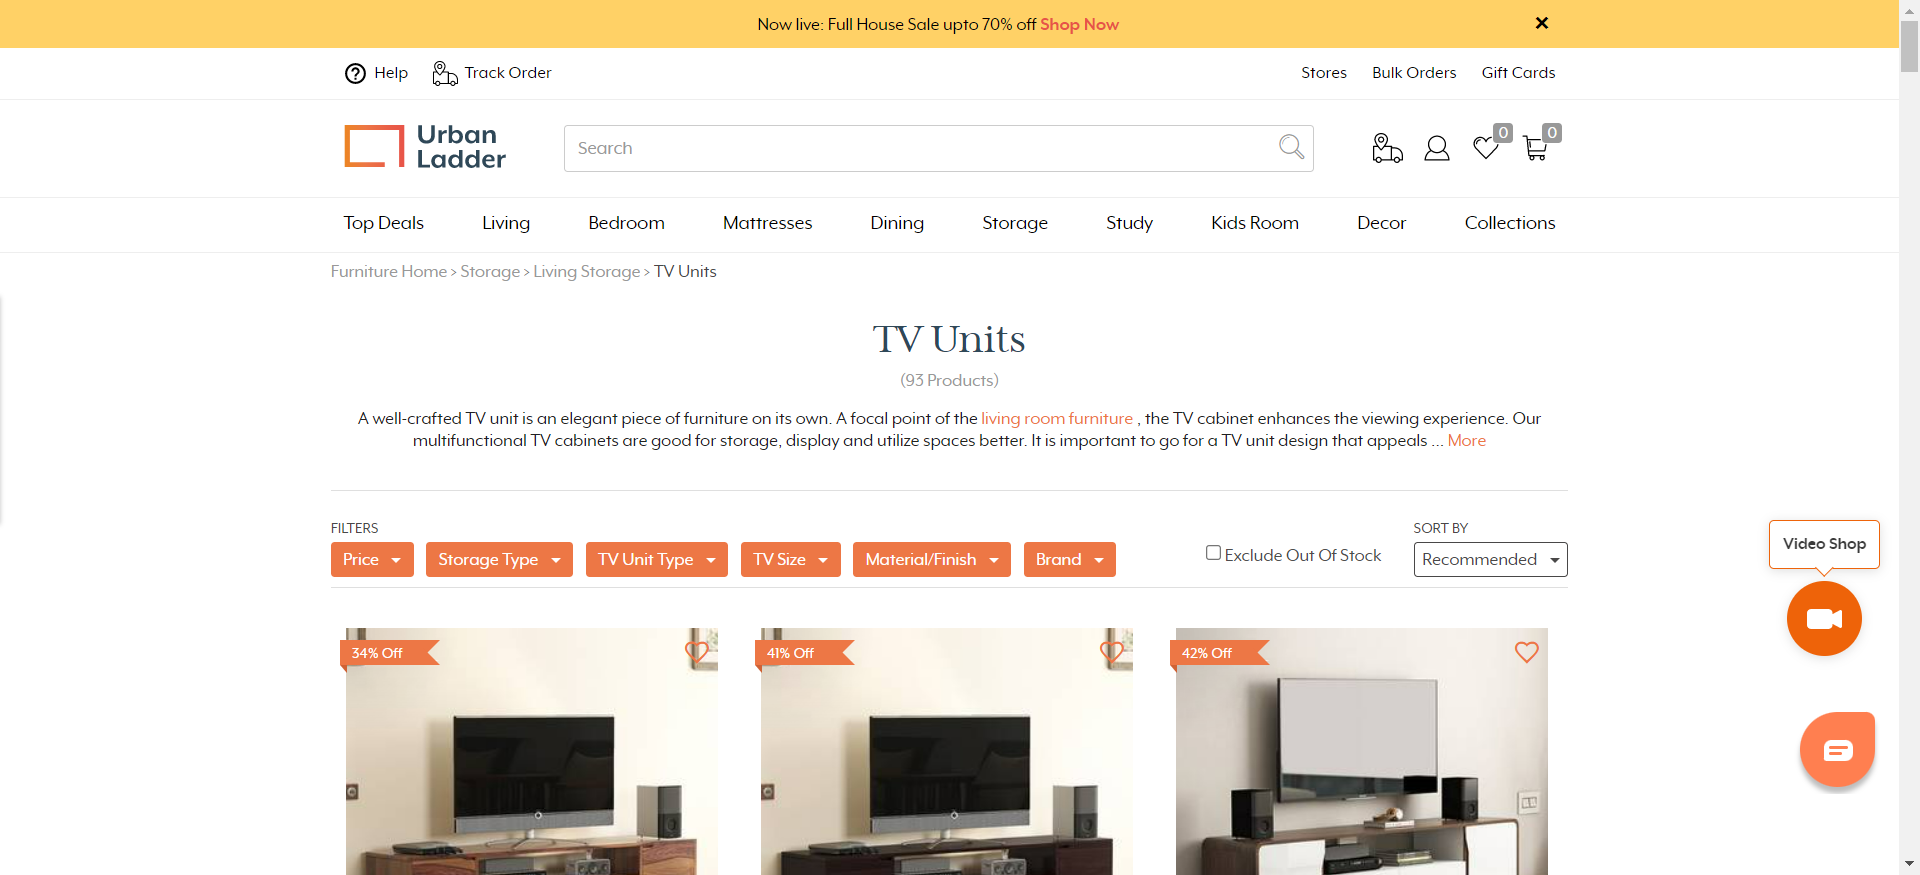 Now live: Full House Sale upto 70% off Shop Now
Help
Track Order
Stores
Bulk Orders
Gift Cards
Urban
Ladder
Search
0
0
Top Deals
Living
Bedroom
Mattresses
Dining
Storage
Study
Kids Room
Decor
Collections
Furniture Home > Storage > Living Storage > TV Units
TV Units
(93 Products)
A well-crafted TV unit is an elegant piece of furniture on its own. A focal point of the living room furniture , the TV cabinet enhances the viewing experience. Our
multifunctional TV cabinets are good for storage, display and utilize spaces better. It is important to go for a TV unit design that appeals ... More
FILTERS
SORT BY
Price
Storage Type
TV Unit Type
TV Size
Material/Finish
Brand
Exclude Out Of Stock
Recommended
Video Shop
34% Off
41% Off
42% Off